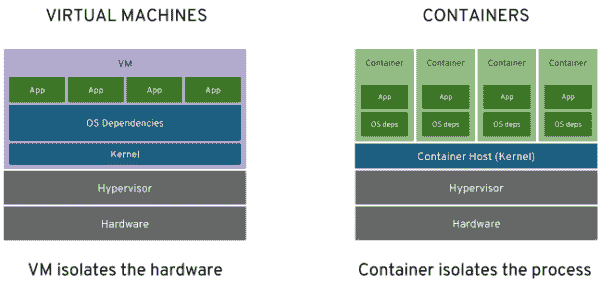 VIRTUAL MACHINES
VM
App App App App
OS Dependencies
Kernel
Hypervisor
Hardware
VM isolates the hardware
CONTAINERS
Container Container Container Container
App App App App
OS deps OS deps OS deps OS deps
Container Host (Kernel)
Hypervisor
Hardware
Container isolates the process